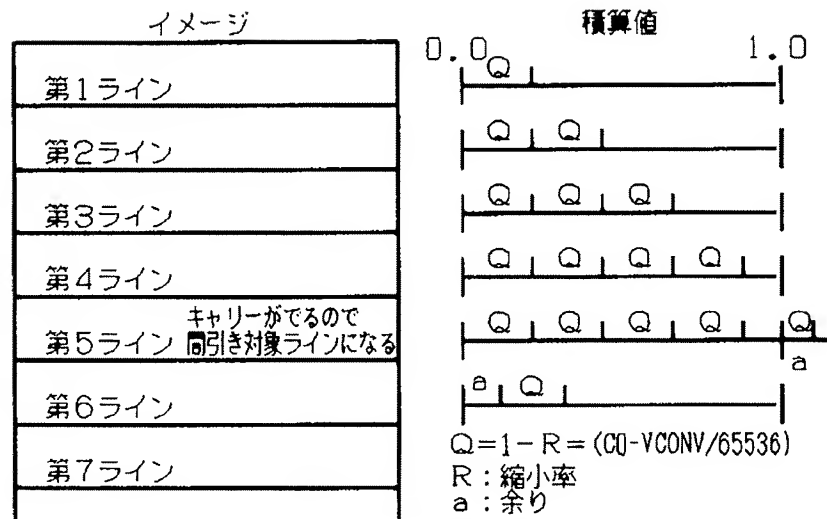 イメージ
積算値
0.0 1.0
第1ライン
Q
第2ライン
Q Q
第3ライン
Q Q Q
第4ライン
Q Q Q Q
第5ライン
キャリーがでるので
間引き対象ラインになる
Q Q Q Q Q
a
第6ライン
a Q
第7ライン
Q=1-R=(CO-VCONV/65536)
R:縮小率
a:余り